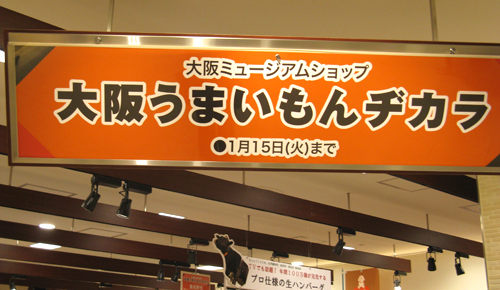 大阪ミュージアムショップ
大阪うまいもんヂカラ
●1月15日(火)まで
プロ仕様の生ハンバーグ